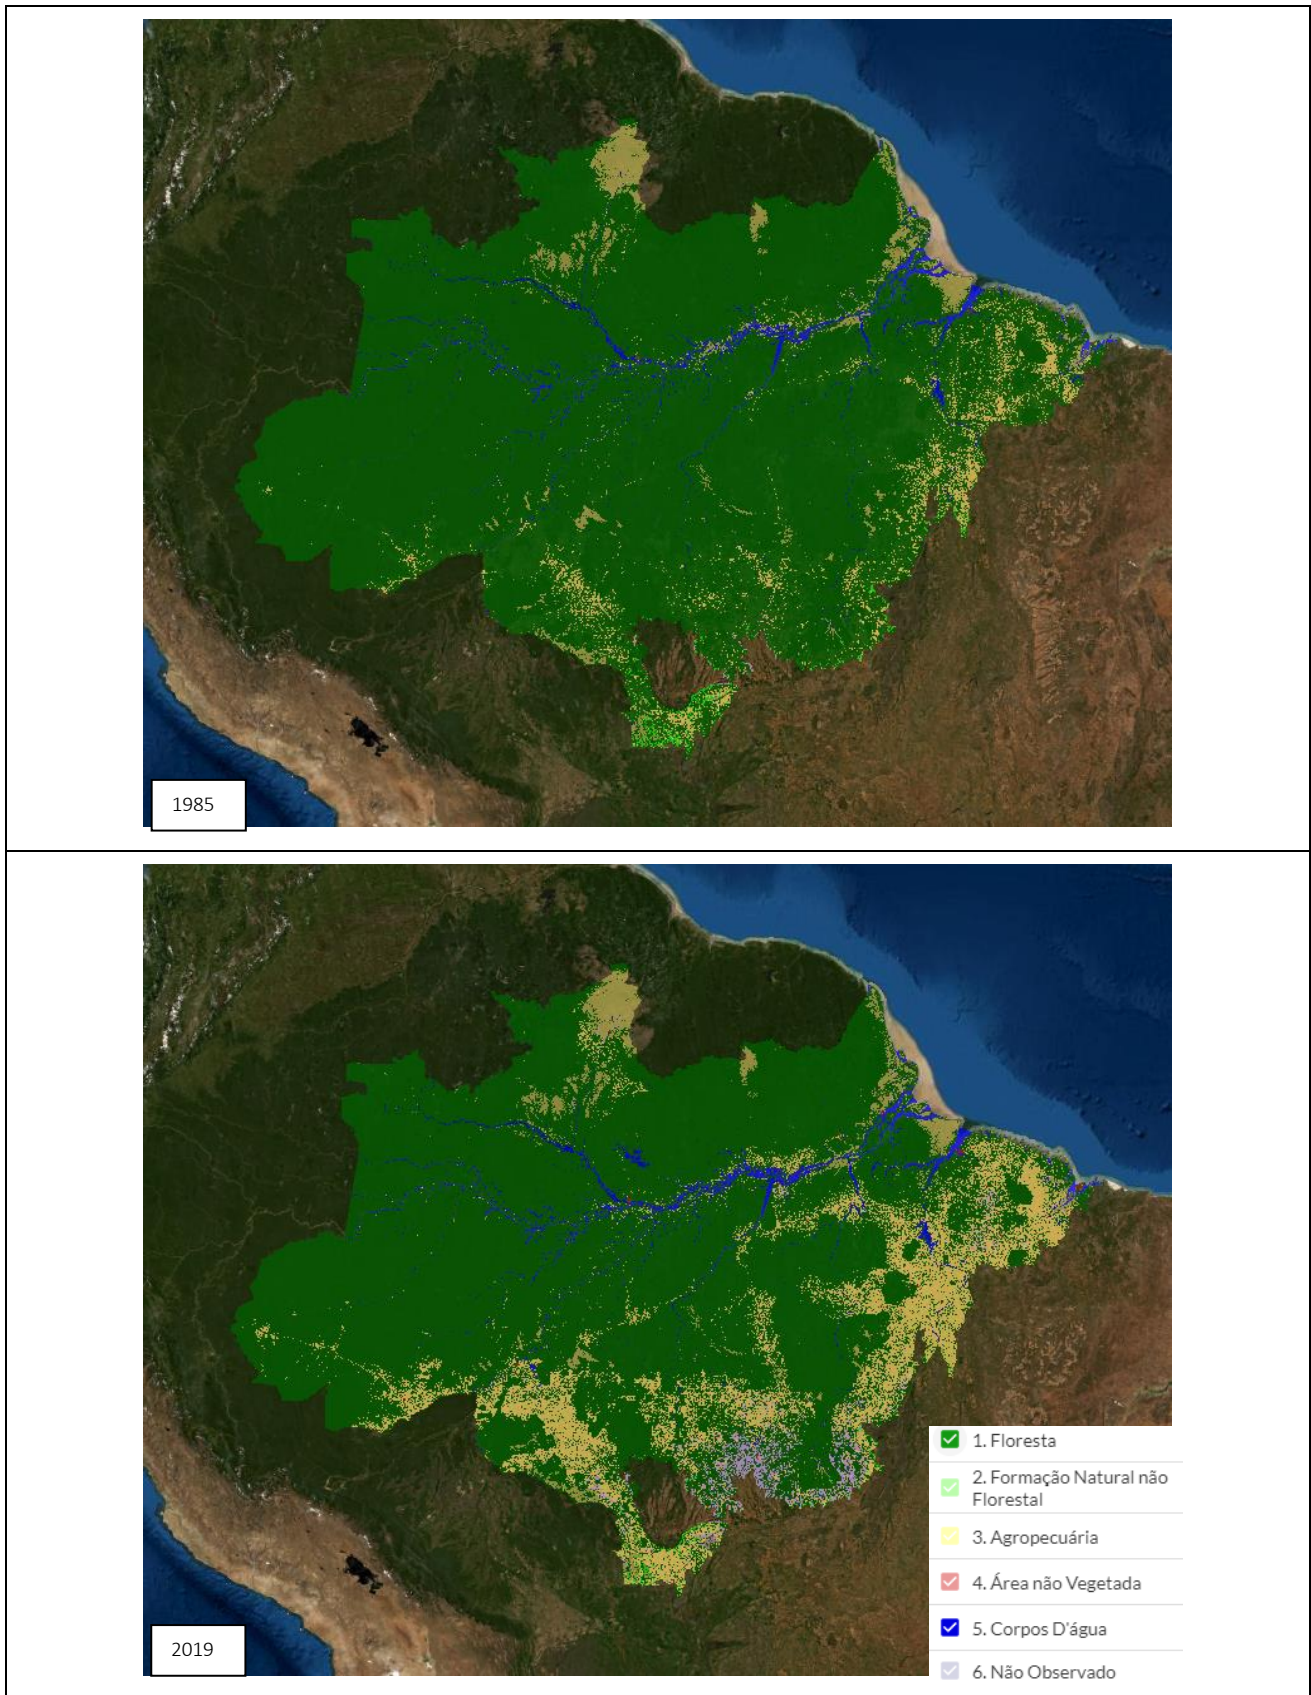 1985
1. Floresta
2. Formação Natural não
Florestal
3. Agropecuária
4. Área não Vegetada
5. Corpos D'água
6. Não Observado
2019